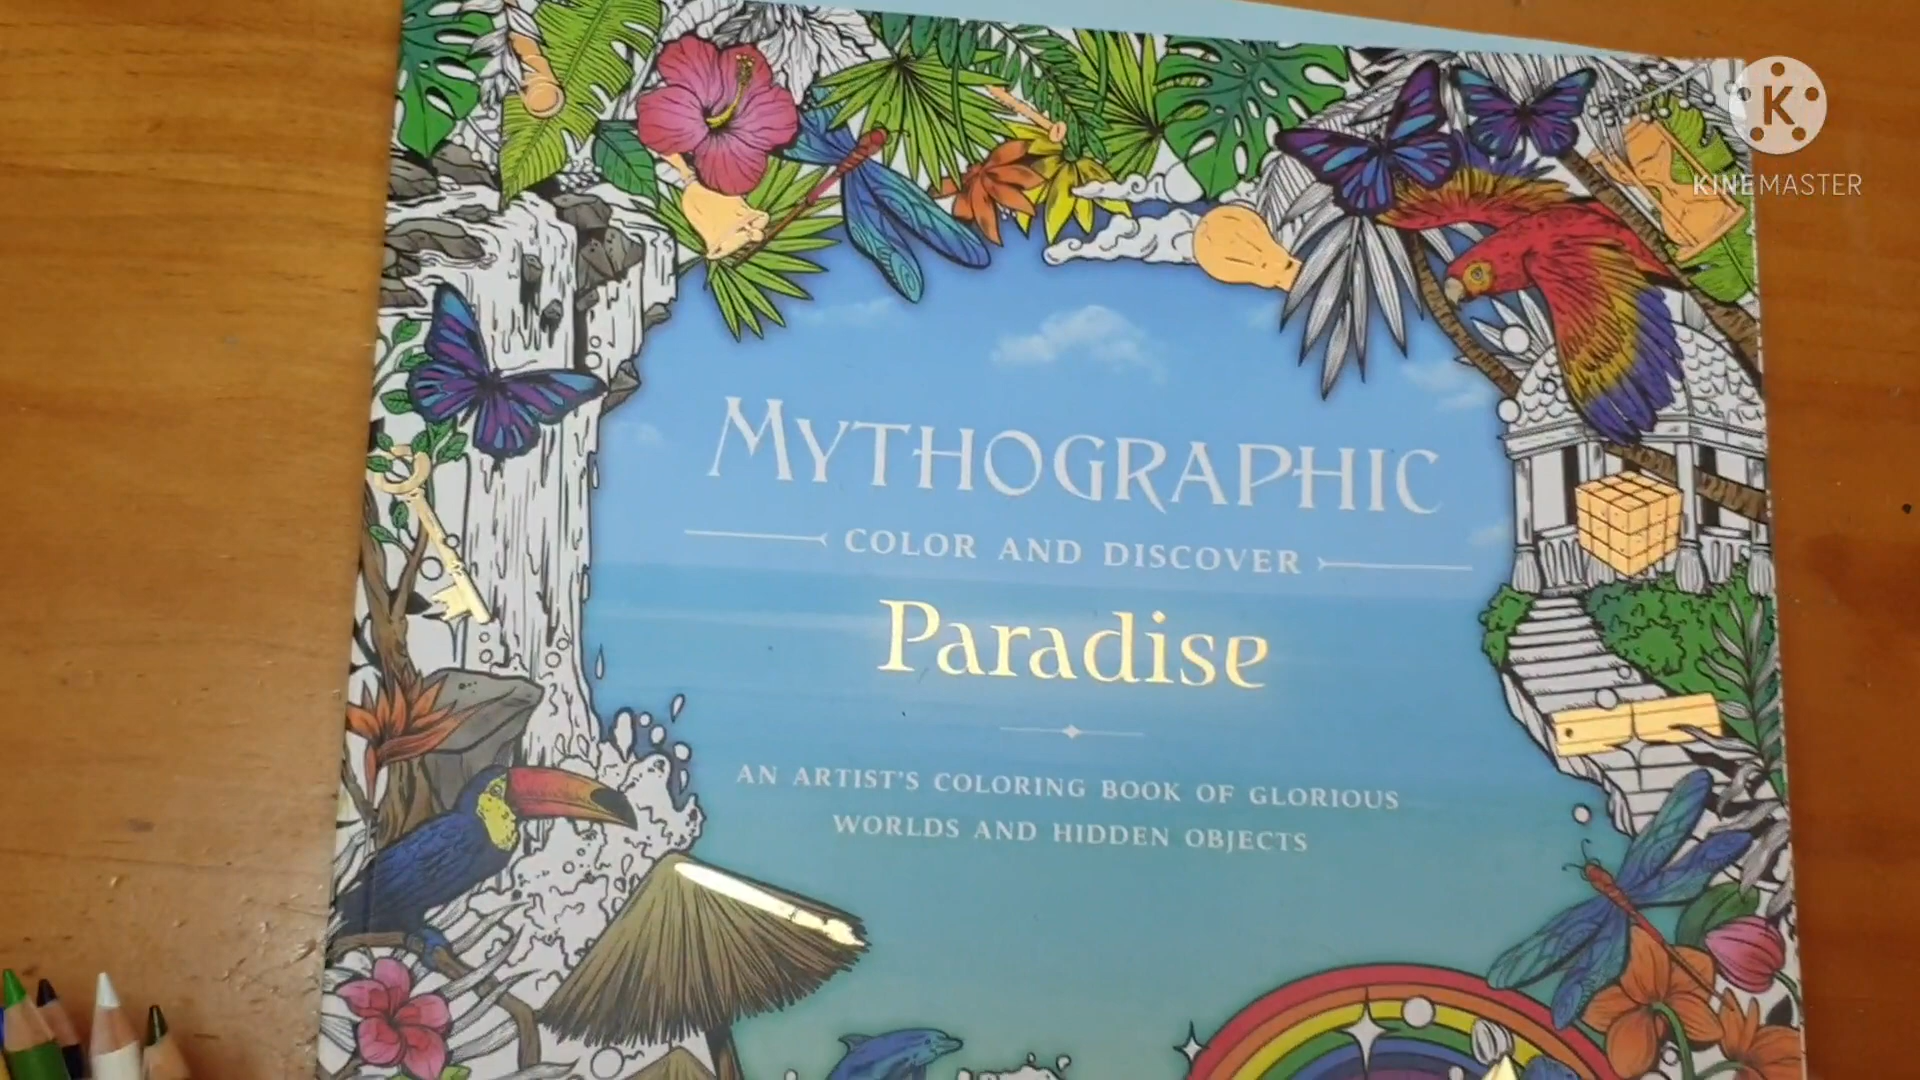 K
KINEMASTER
MYTHOGRAPHIC
COLOR AND DISCOVER
Paradise
AN ARTIST'S COLORING BOOK OF GLORIOUS
WORLDS AND HIDDEN OBJECTS